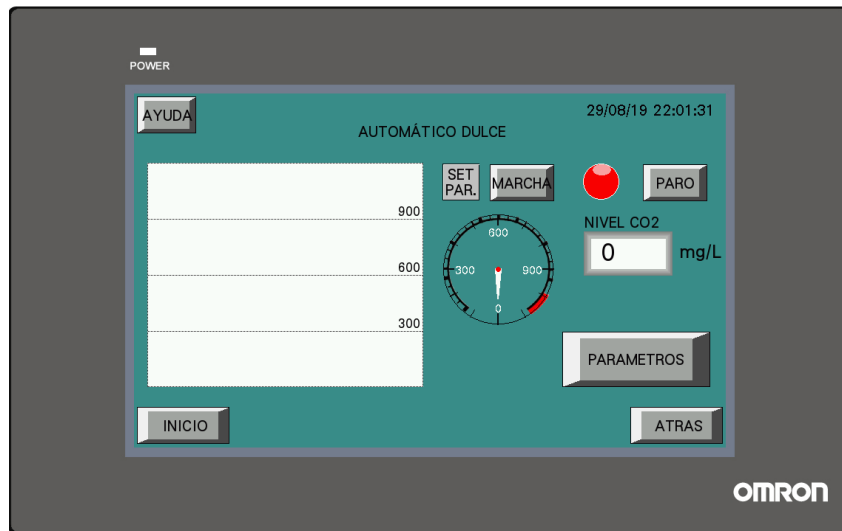 POWER
AYUDA
29/08/19 22:01:31
AUTOMÁTICO DULCE
SET
PAR.
MARCHA
PARO
NIVEL CO2
0 mg/L
900
600
300
600
300
900
0
PARAMETROS
INICIO
ATRAS
OMRON